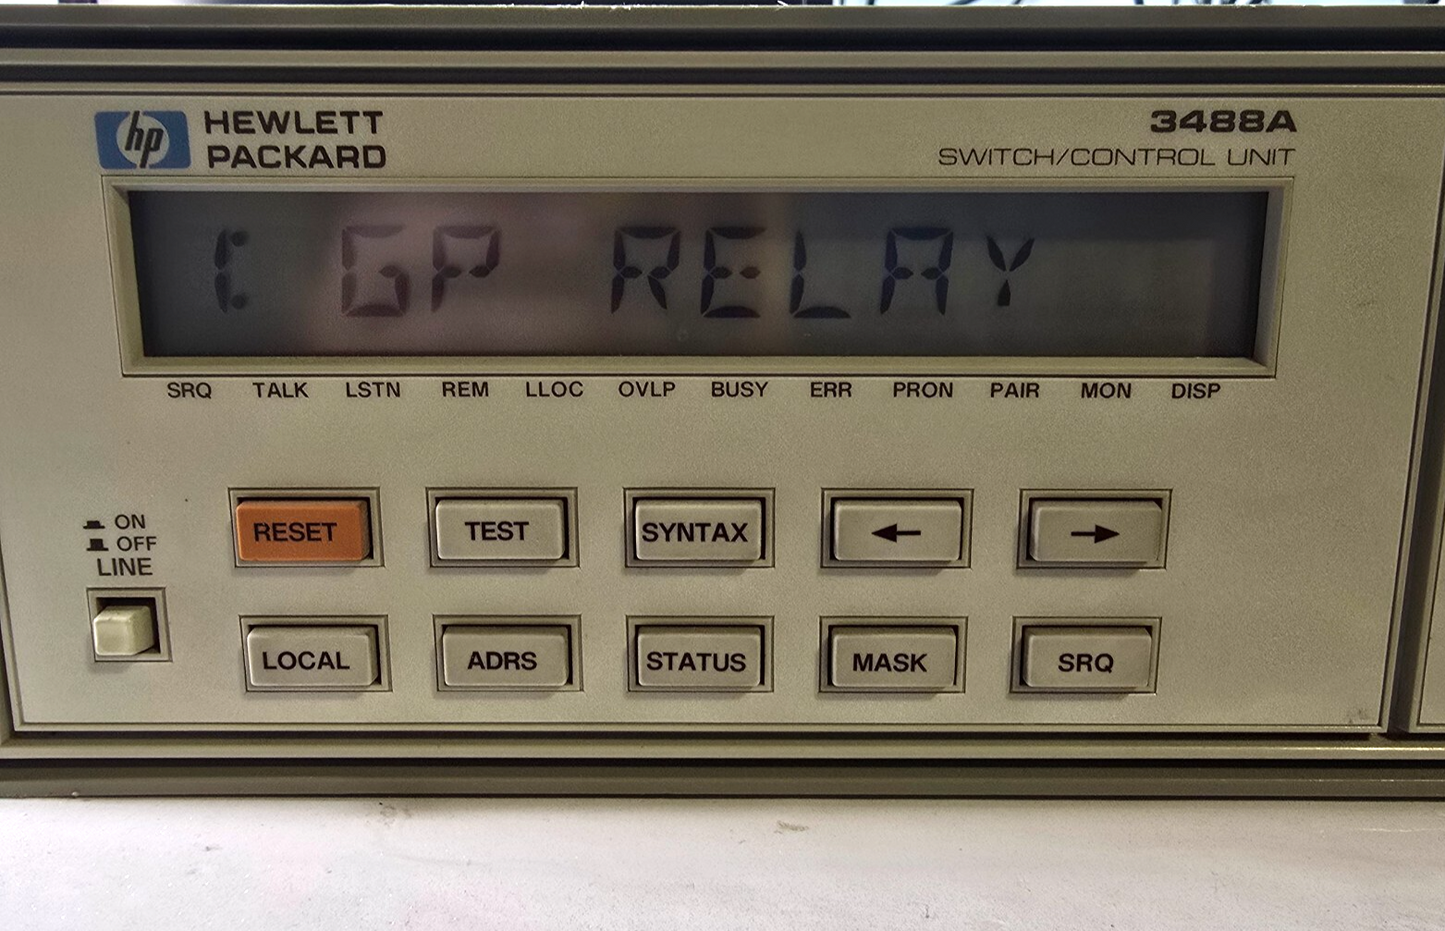 hp HEWLETT PACKARD
3488A
SWITCH/CONTROL UNIT
1: GP RELAY
SRQ TALK LSTN REM LLOC OVLP BUSY ERR PRON PAIR MON DISP
ON
OFF
LINE
RESET TEST SYNTAX ← →
LOCAL ADRS STATUS MASK SRQ